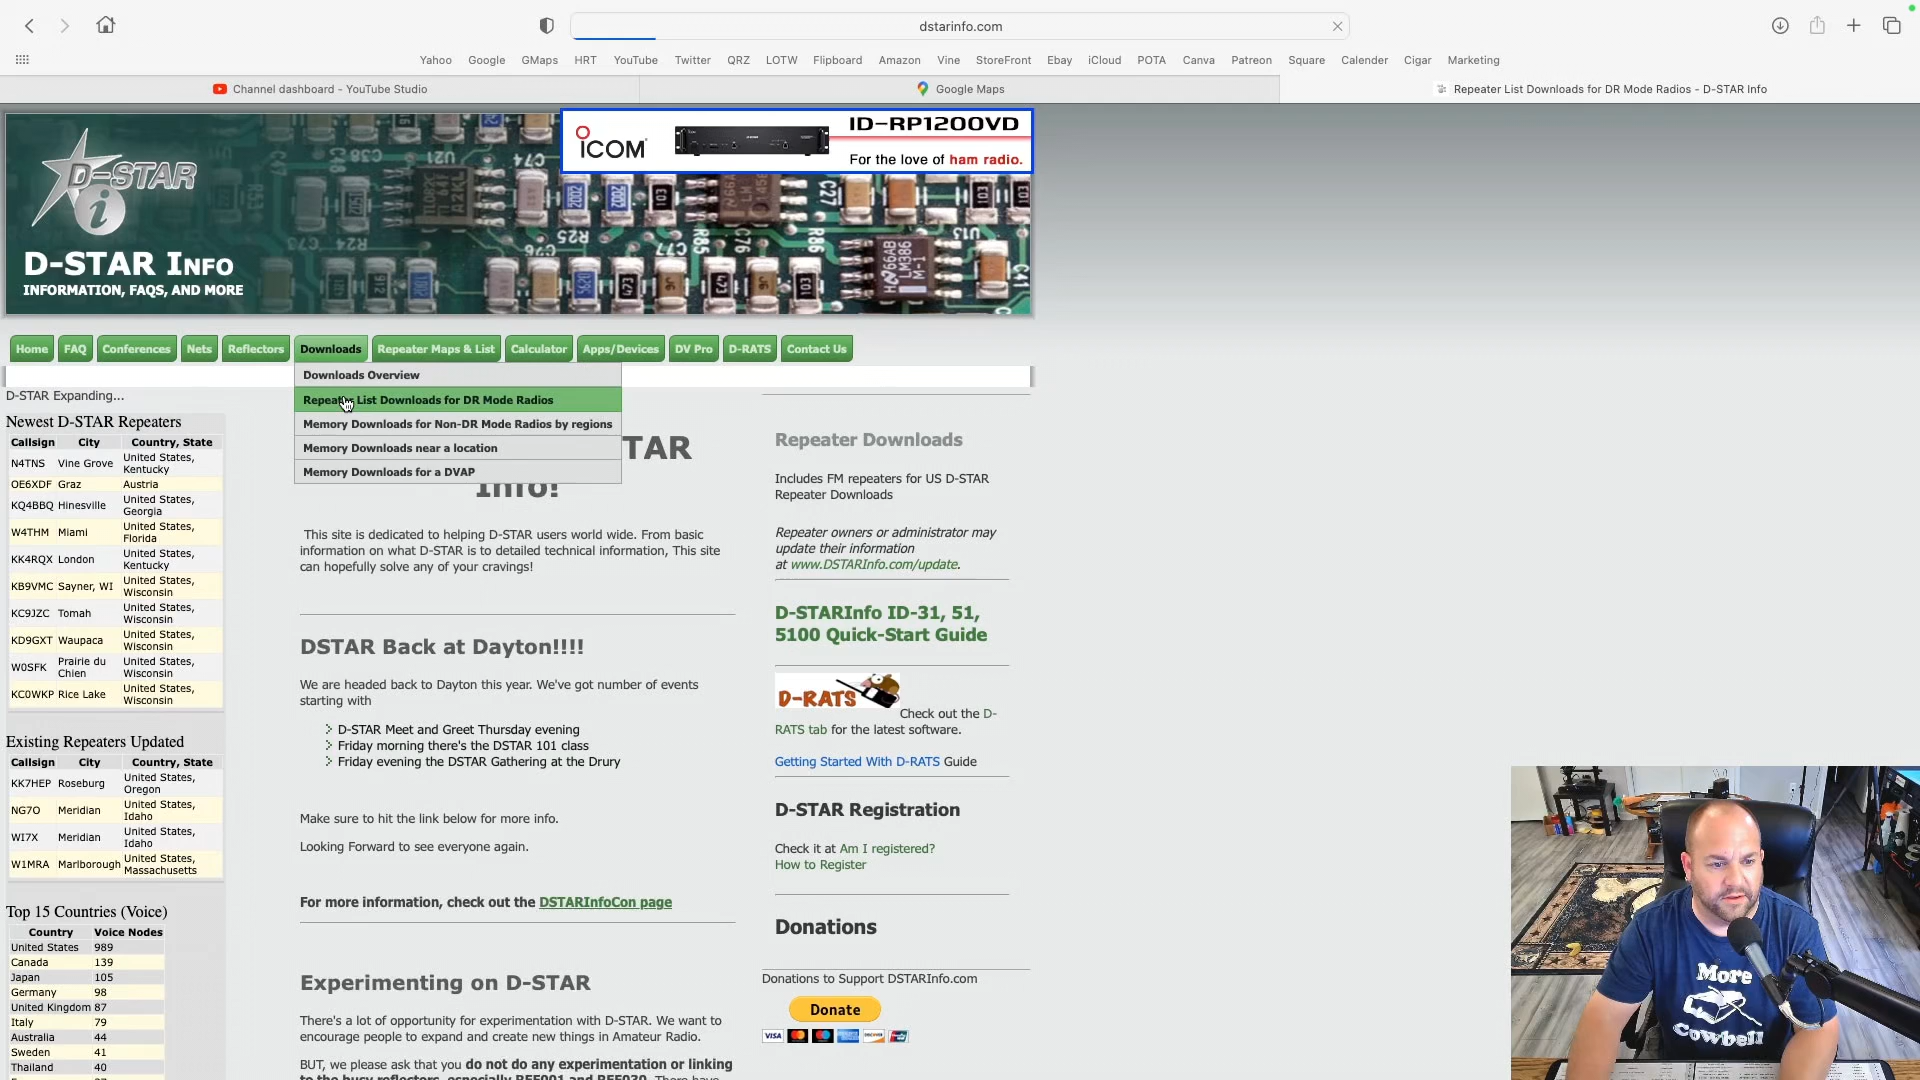 dstarinfo.com
Yahoo Google GMaps HRT YouTube Twitter QRZ LOTW Flipboard Amazon Vine StoreFront Ebay iCloud POTA Canva Patreon Square Calender Cigar Marketing
Channel dashboard - YouTube Studio
Google Maps
Repeater List Downloads for DR Mode Radios - D-STAR Info
ICOM
ID-RP1200VD
For the love of ham radio.
D-STAR
i
D-STAR INFO
INFORMATION, FAQS, AND MORE
Home FAQ Conferences Nets Reflectors Downloads Repeater Maps & List Calculator Apps/Devices DV Pro D-RATS Contact Us
Downloads Overview
Repeater List Downloads for DR Mode Radios
Memory Downloads for Non-DR Mode Radios by regions
Memory Downloads near a location
Memory Downloads for a DVAP
D-STAR Expanding...
Newest D-STAR Repeaters
Callsign City Country, State
N4TNS Vine Grove United States, Kentucky
OE6XDF Graz Austria
KQ4BBQ Hinesville United States, Georgia
W4THM Miami United States, Florida
KK4RQX London United States, Kentucky
KB9VMC Sayner, WI United States, Wisconsin
KC9JZC Tomah United States, Wisconsin
KD9GXT Waupaca United States, Wisconsin
W0SFK Prairie du Chien United States, Wisconsin
KC0WKP Rice Lake United States, Wisconsin
Existing Repeaters Updated
Callsign City Country, State
KK7HEP Roseburg United States, Oregon
NG7O Meridian United States, Idaho
WI7X Meridian United States, Idaho
W1MRA Marlborough United States, Massachusetts
Top 15 Countries (Voice)
Country Voice Nodes
United States 989
Canada 139
Japan 105
Germany 98
United Kingdom 87
Italy 79
Australia 44
Sweden 41
Thailand 40
TAR
Info!
This site is dedicated to helping D-STAR users world wide. From basic
information on what D-STAR is to detailed technical information, This site
can hopefully solve any of your cravings!
DSTAR Back at Dayton!!!!
We are headed back to Dayton this year. We've got number of events
starting with
D-STAR Meet and Greet Thursday evening
Friday morning there's the DSTAR 101 class
Friday evening the DSTAR Gathering at the Drury
Make sure to hit the link below for more info.
Looking Forward to see everyone again.
For more information, check out the DSTARInfoCon page
Experimenting on D-STAR
There's a lot of opportunity for experimentation with D-STAR. We want to
encourage people to expand and create new things in Amateur Radio.
BUT, we please ask that you do not do any experimentation or linking
to the busy reflectors, especially REF001 and REF030. There have
Repeater Downloads
Includes FM repeaters for US D-STAR
Repeater Downloads
Repeater owners or administrator may
update their information
at www.DSTARInfo.com/update.
D-STARInfo ID-31, 51,
5100 Quick-Start Guide
D-RATS
Check out the D-
RATS tab for the latest software.
Getting Started With D-RATS Guide
D-STAR Registration
Check it at Am I registered?
How to Register
Donations
Donations to Support DSTARInfo.com
Donate
VISA
More
Cowbell